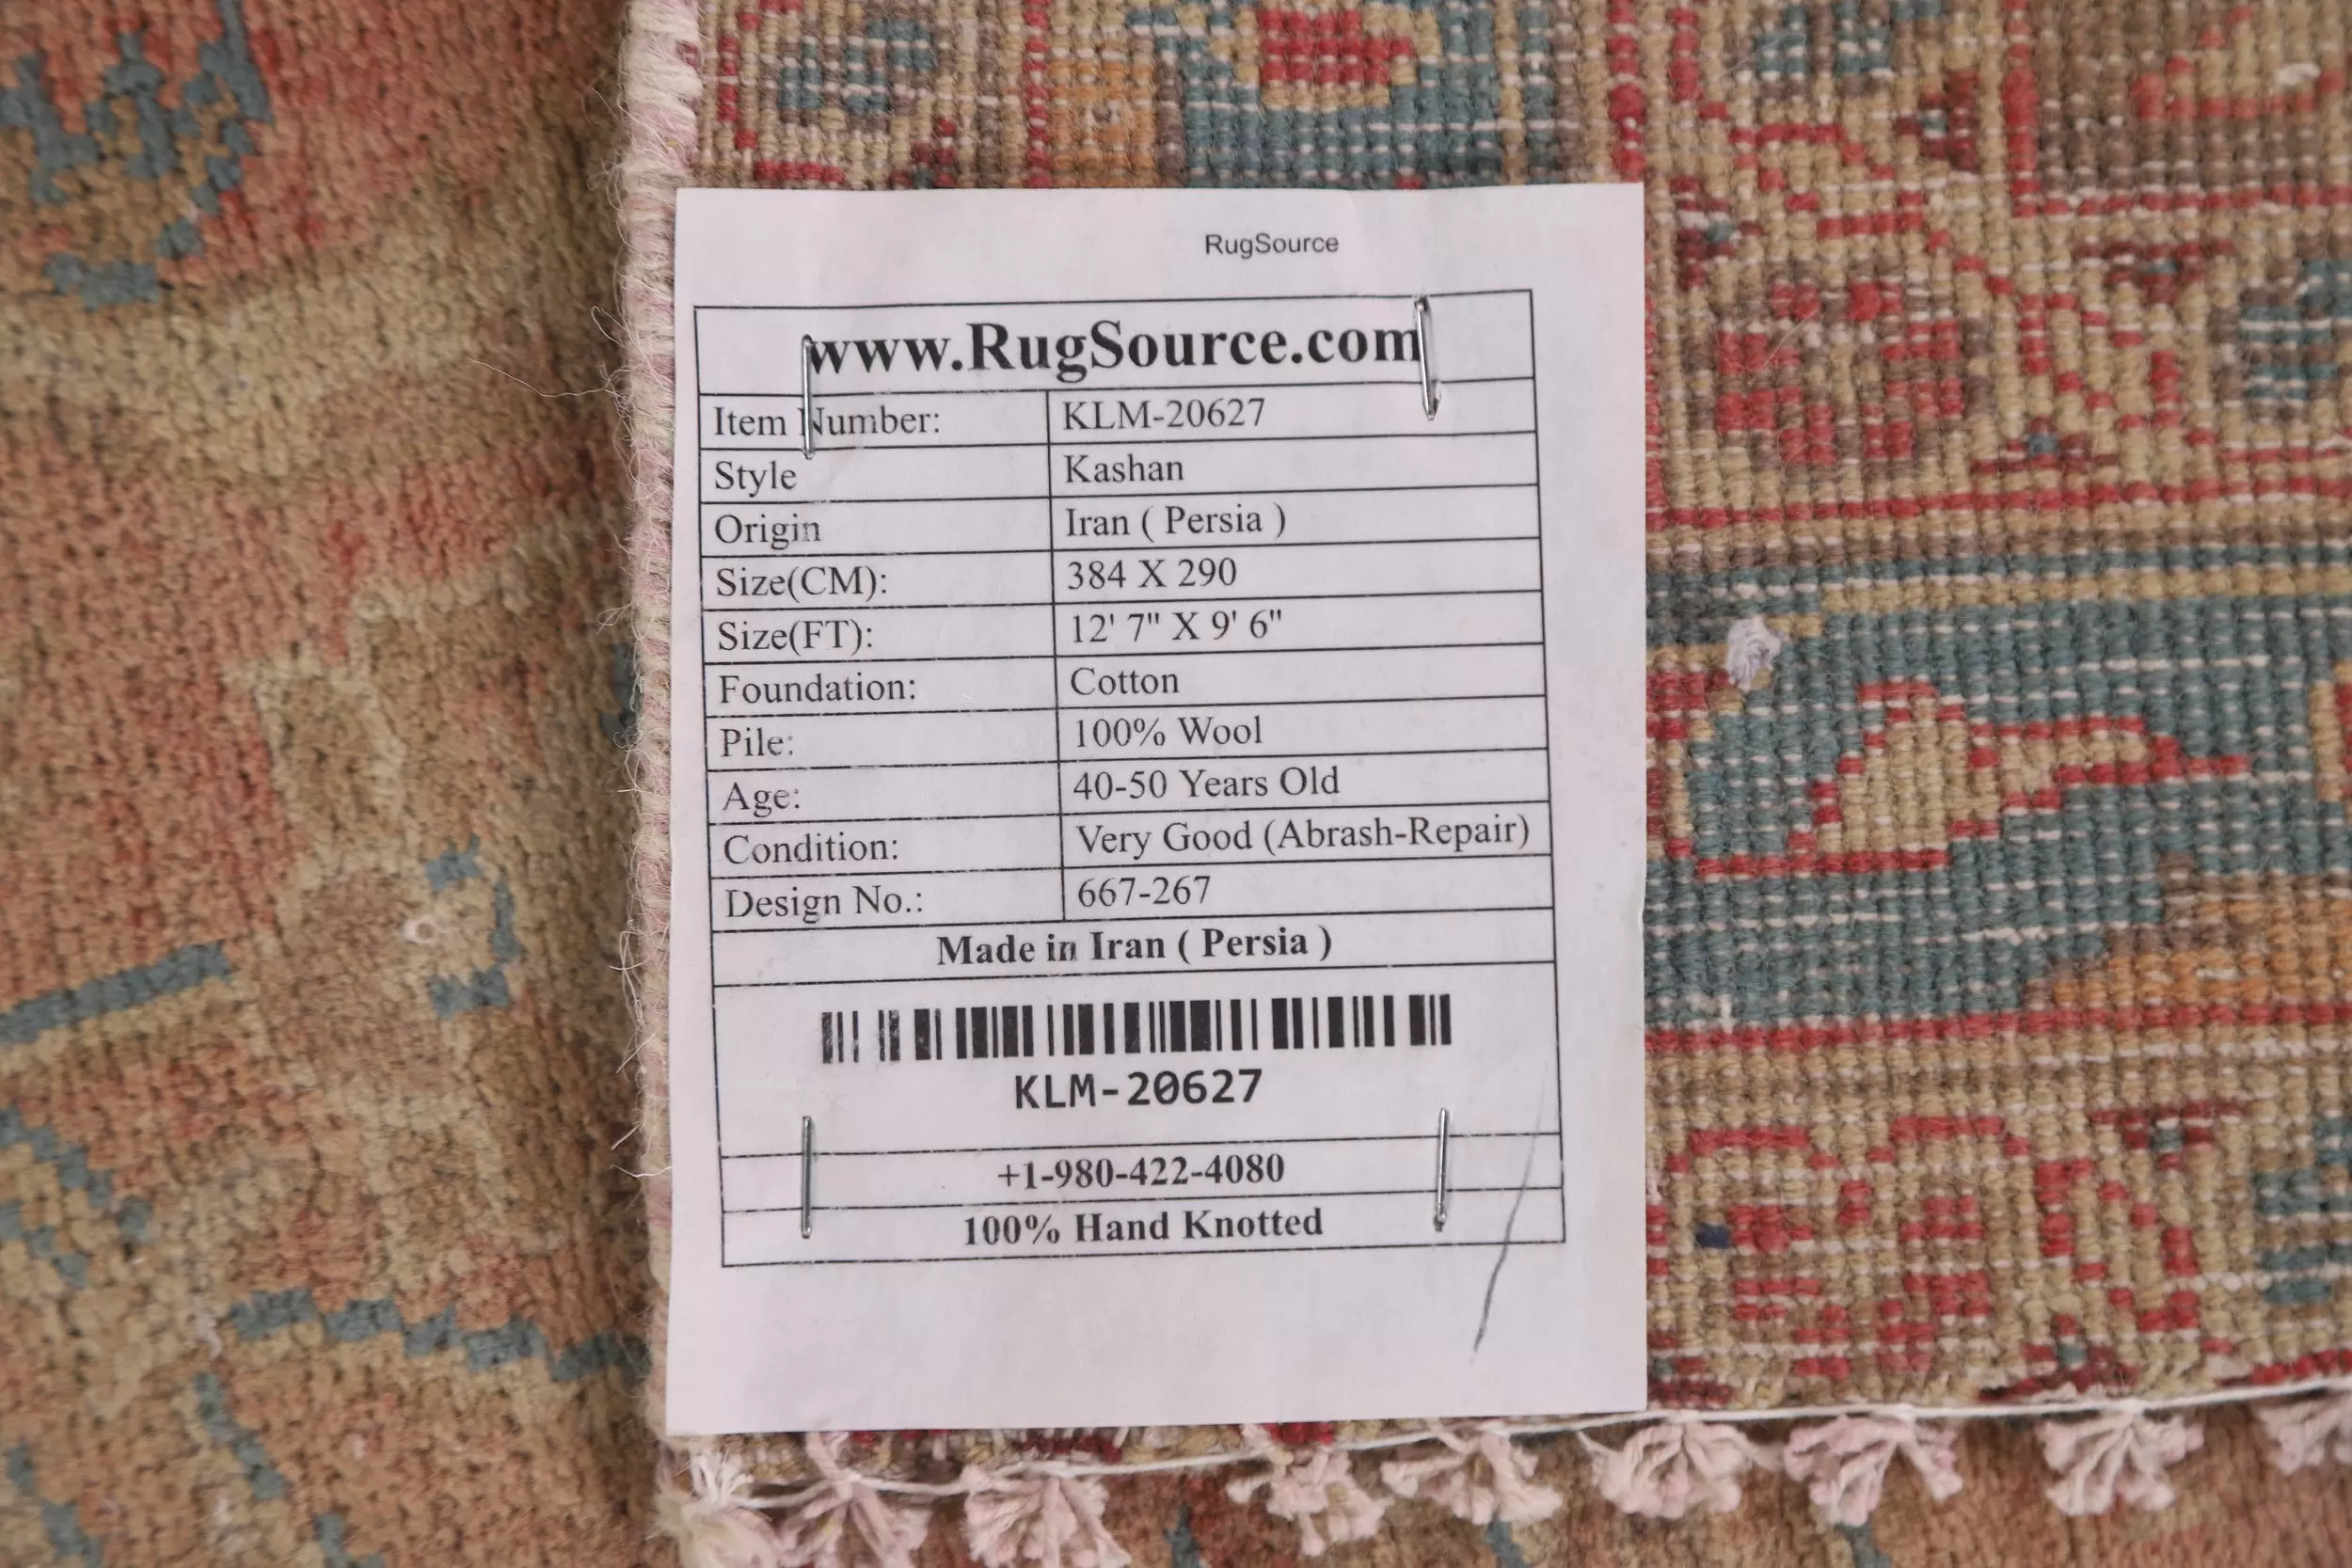 RugSource
www.RugSource.com
Item Number: KLM-20627
Style Kashan
Origin Iran ( Persia )
Size(CM): 384 X 290
Size(FT): 12' 7" X 9' 6"
Foundation: Cotton
Pile: 100% Wool
Age: 40-50 Years Old
Condition: Very Good (Abrash-Repair)
Design No.: 667-267
Made in Iran ( Persia )
KLM-20627
+1-980-422-4080
100% Hand Knotted